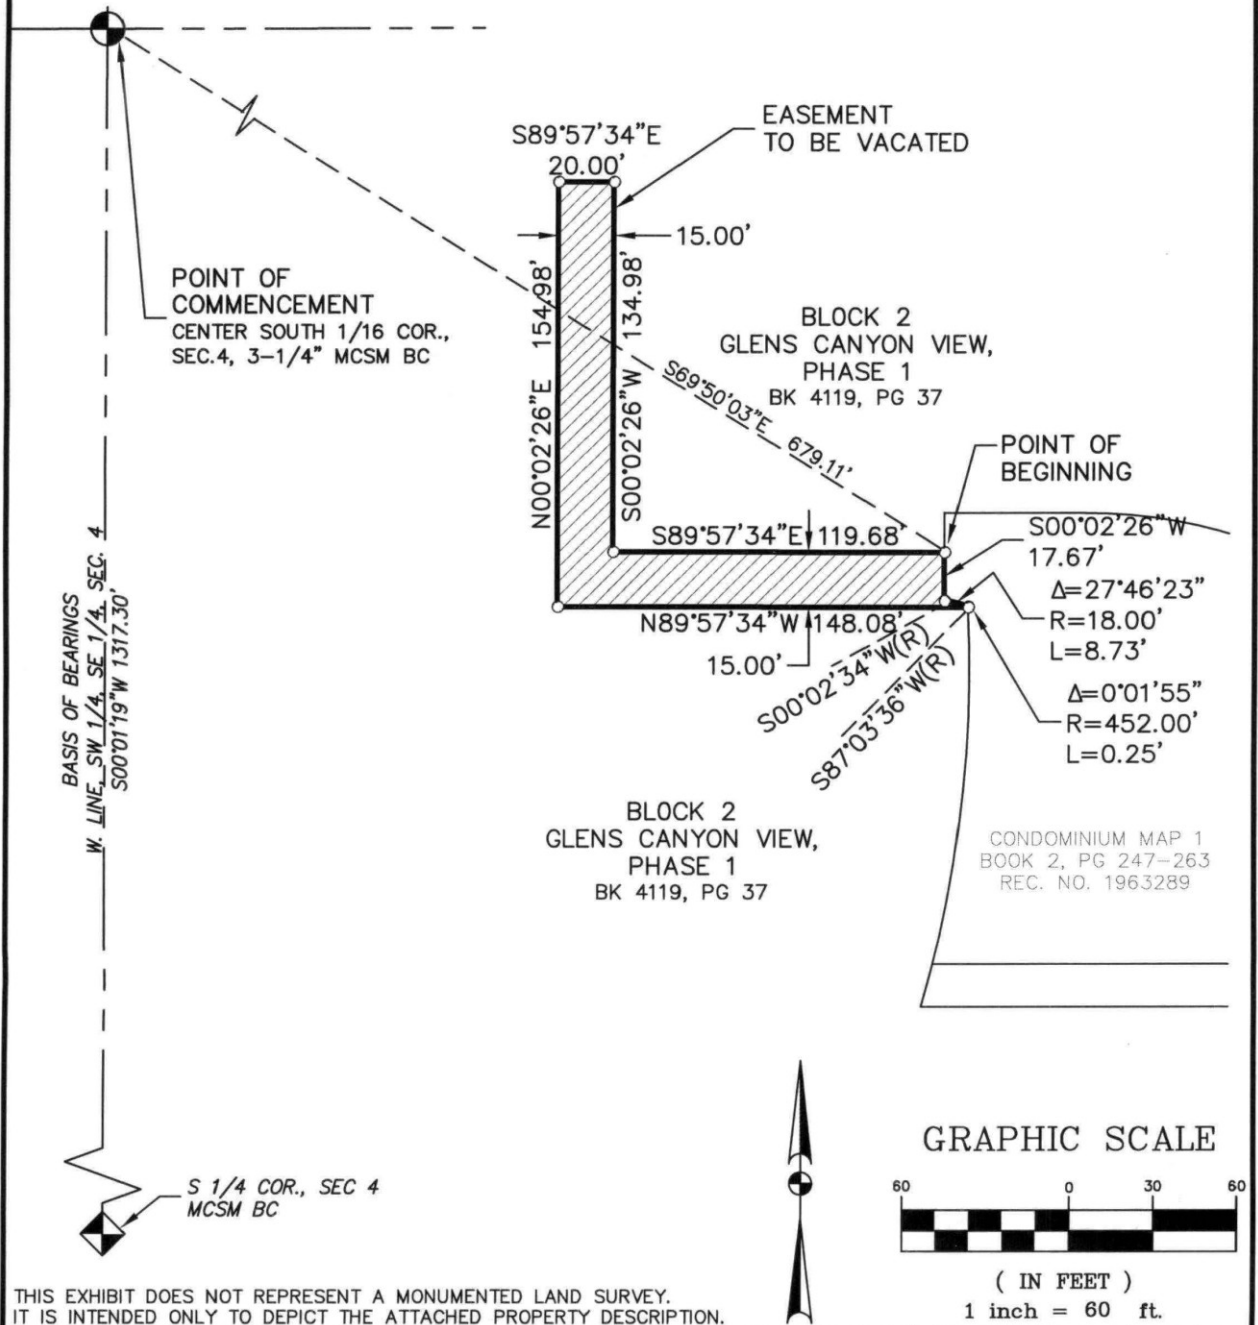 S89°57'34"E
20.00'
EASEMENT
TO BE VACATED
15.00'
POINT OF
COMMENCEMENT
CENTER SOUTH 1/16 COR.,
SEC.4, 3-1/4" MCSM BC
N00°02'26"E 154.98'
S00°02'26"W 134.98'
BLOCK 2
GLENS CANYON VIEW,
PHASE 1
BK 4119, PG 37
S69°50'03"E 679.11'
POINT OF
BEGINNING
S89°57'34"E 119.68'
S00°02'26"W
17.67'
Δ=27°46'23"
R=18.00'
L=8.73'
N89°57'34"W 148.08'
15.00'
S00°02'34"W(R)
S87°03'36"W(R)
Δ=0°01'55"
R=452.00'
L=0.25'
BASIS OF BEARINGS
W. LINE, SW 1/4, SE 1/4, SEC. 4
S00°01'19"W 1317.30'
BLOCK 2
GLENS CANYON VIEW,
PHASE 1
BK 4119, PG 37
CONDOMINIUM MAP 1
BOOK 2, PG 247-263
REC. NO. 1963289
S 1/4 COR., SEC 4
MCSM BC
GRAPHIC SCALE
60 0 30 60
( IN FEET )
1 inch = 60 ft.
THIS EXHIBIT DOES NOT REPRESENT A MONUMENTED LAND SURVEY.
IT IS INTENDED ONLY TO DEPICT THE ATTACHED PROPERTY DESCRIPTION.